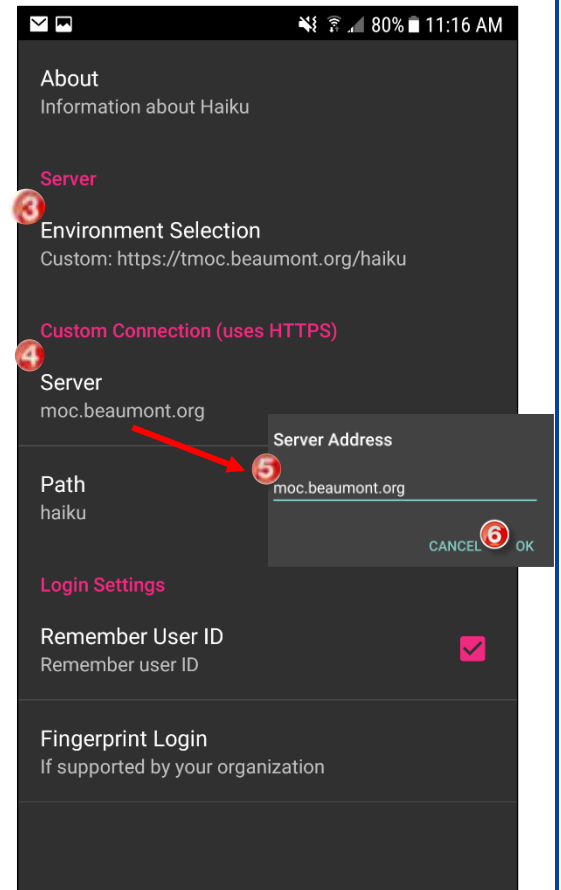 80% 11:16 AM
About
Information about Haiku
Server
3
Environment Selection
Custom: https://tmoc.beaumont.org/haiku
Custom Connection (uses HTTPS)
4
Server
moc.beaumont.org
Server Address
5
moc.beaumont.org
CANCEL 6 OK
Path
haiku
Login Settings
Remember User ID
Remember user ID
Fingerprint Login
If supported by your organization